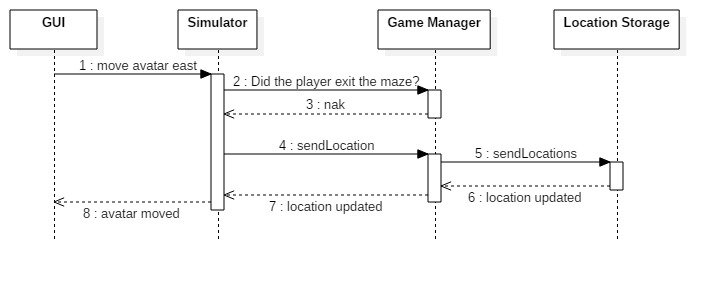 GUI
Simulator
Game Manager
Location Storage
1 : move avatar east
2 : Did the player exit the maze?
3 : nak
4 : sendLocation
5 : sendLocations
6 : location updated
7 : location updated
8 : avatar moved